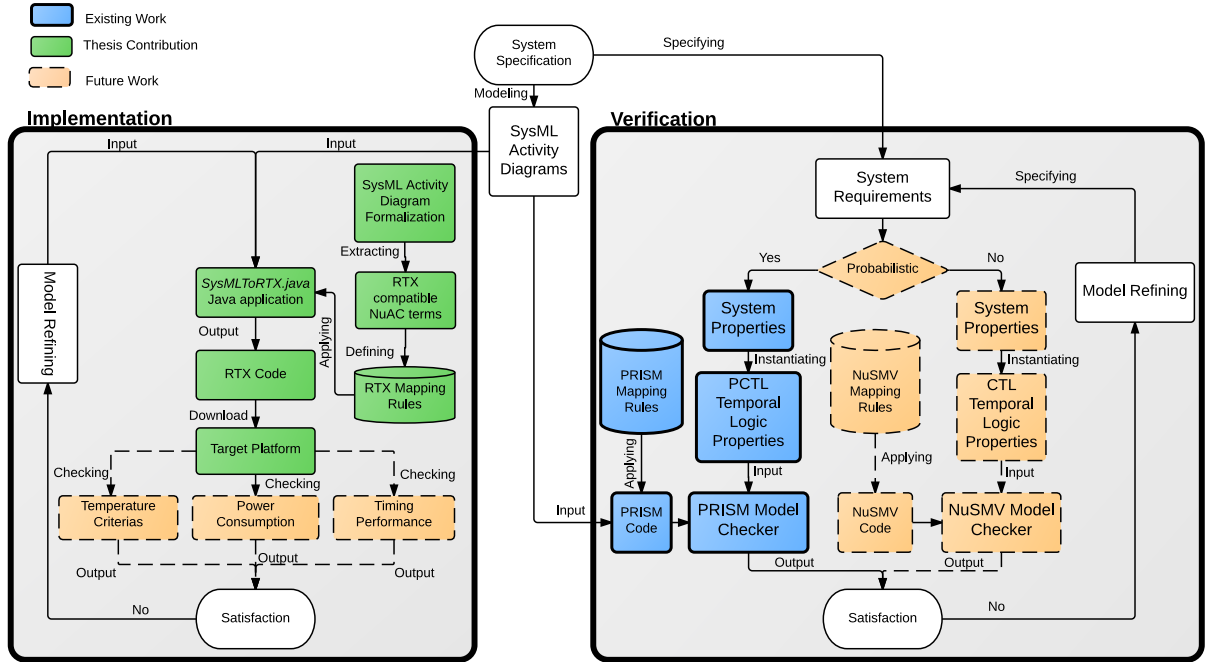 Existing Work
Thesis Contribution
Future Work
System
Specification
Specifying
Modeling
SysML
Activity
Diagrams
Implementation
Input
Input
SysML Activity
Diagram
Formalization
Extracting
SysMLToRTX.java
Java application
RTX
compatible
NuAC terms
Model Refining
Output
Applying
Defining
RTX Code
RTX Mapping
Rules
Download
Target Platform
Checking
Checking
Checking
Temperature
Criterias
Power
Consumption
Timing
Performance
Output
Output
Output
No
Satisfaction
Verification
System
Requirements
Specifying
Probabilistic
Yes
No
Model Refining
System
Properties
System
Properties
Instantiating
Instantiating
PRISM
Mapping
Rules
PCTL
Temporal
Logic
Properties
NuSMV
Mapping
Rules
CTL
Temporal
Logic
Properties
Applying
Input
Applying
Input
Input
PRISM
Code
PRISM Model
Checker
NuSMV
Code
NuSMV Model
Checker
Output
Output
Satisfaction
No